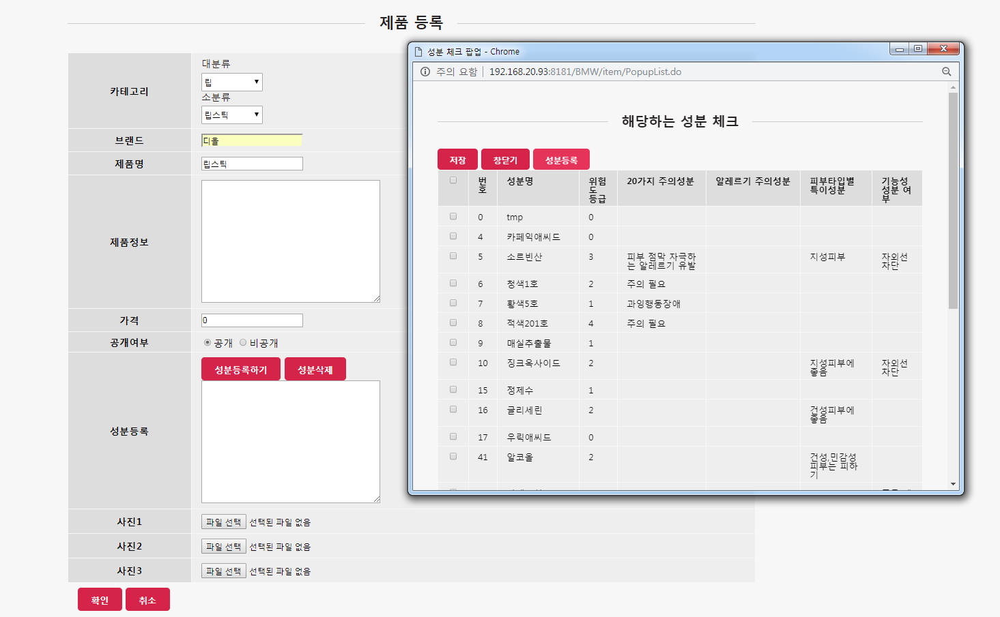 제품 등록
카테고리
대분류
립
소분류
립스틱
브랜드
디올
제품명
립스틱
제품정보
가격
0
공개여부
공개 비공개
성분등록
성분등록하기 성분삭제
사진1
파일 선택 선택된 파일 없음
사진2
파일 선택 선택된 파일 없음
사진3
파일 선택 선택된 파일 없음
확인 취소
성분 체크 팝업 - Chrome
주의 요함 | 192.168.20.93:8181/BMW/item/PopupList.do
해당하는 성분 체크
저장 창닫기 성분등록
번
호
성분명
위험
도
등급
20가지 주의성분
알레르기 주의성분
피부타입별
특이성분
기능성
성분 여
부
0 tmp 0
4 카페익애씨드 0
5 소르빈산 3
피부 점막 자극하
는 알레르기 유발
지성피부
자외선
차단
6 청색1호 2 주의 필요
7 황색5호 1 과잉행동장애
8 적색201호 4 주의 필요
9 매실추출물 1
10 징크옥사이드 2
지성피부에
좋음
자외선
차단
15 정제수 1
16 글리세린 2
건성피부에
좋음
17 우릭애씨드 0
41 알코올 2
건성,민감성
피부는 피하
기